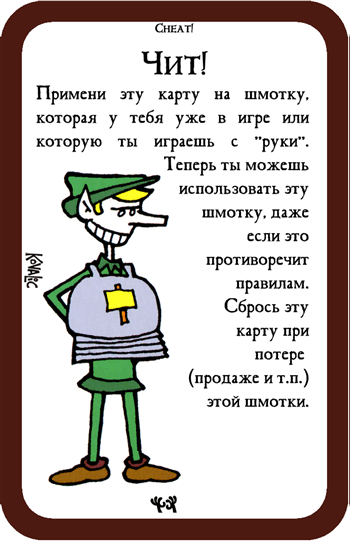 Cheat!
Чит!
Примени эту карту на шмотку,
которая у тебя уже в игре или
которую ты играешь с "руки".
Теперь ты можешь
использовать эту
шмотку, даже
если это
противоречит
правилам.
Сбрось эту
карту при
потере
(продаже и т.п.)
этой шмотки.
Kovalic